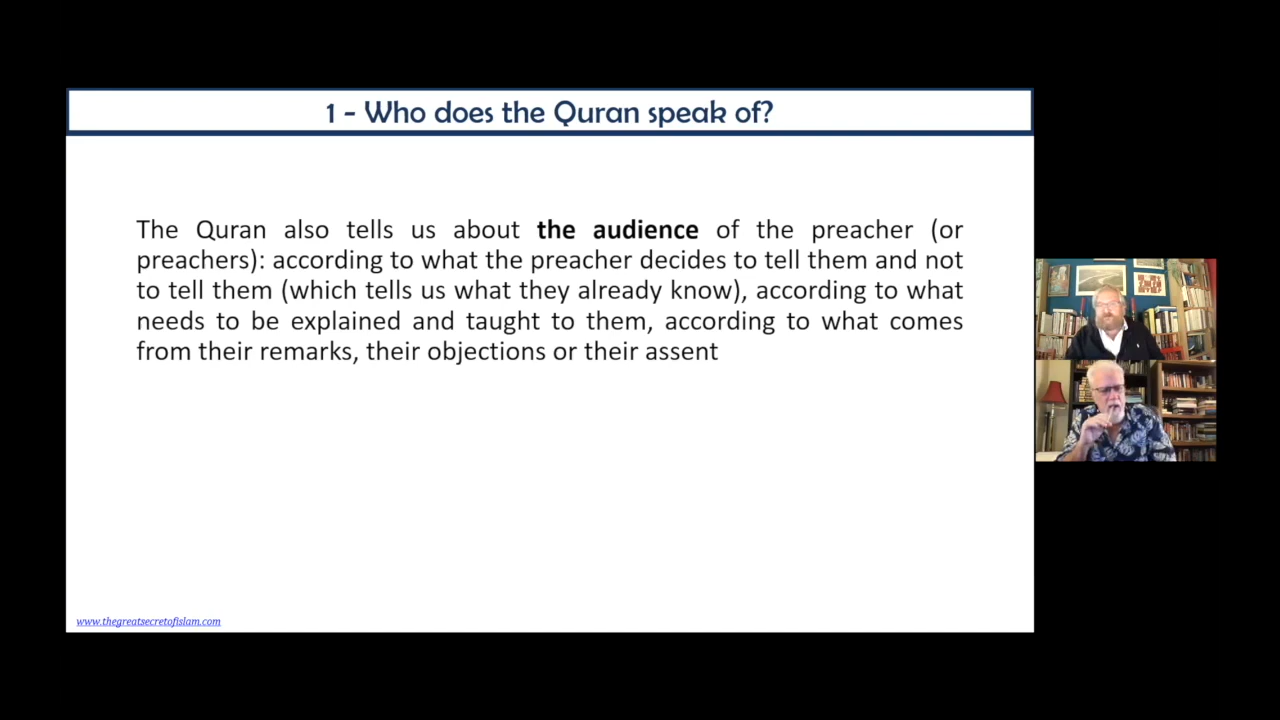 1 - Who does the Quran speak of?
The Quran also tells us about the audience of the preacher (or
preachers): according to what the preacher decides to tell them and not
to tell them (which tells us what they already know), according to what
needs to be explained and taught to them, according to what comes
from their remarks, their objections or their assent
www.thegreatsecretofislam.com